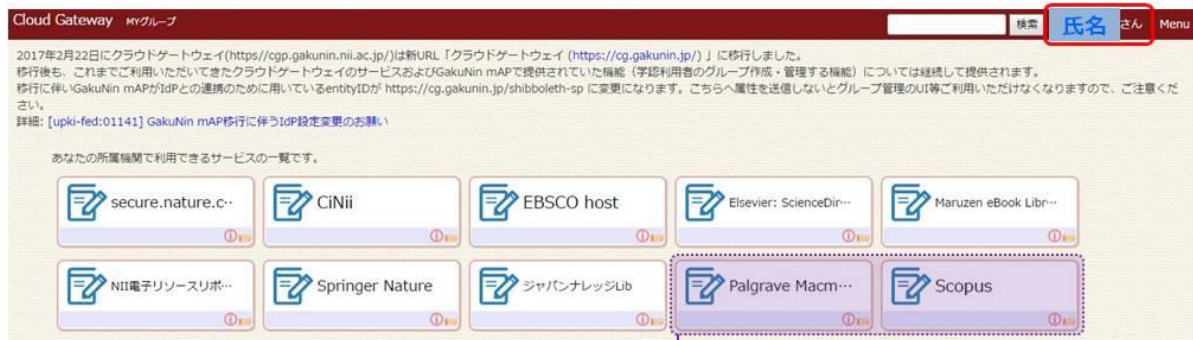 Cloud Gateway MYグループ 検索 氏名 さん Menu
2017年2月22日にクラウドゲートウェイ(https//cgp.gakunin.nii.ac.jp/)は新URL「クラウドゲートウェイ (https://cg.gakunin.jp/) 」に移行しました。
移行後も、これまでご利用いただいてきたクラウドゲートウェイのサービスおよびGakuNin mAPで提供されていた機能（学認利用者のグループ作成・管理する機能）については継続して提供されます。
移行に伴いGakuNin mAPがIdPとの連携のために用いているentityIDが https://cg.gakunin.jp/shibboleth-sp に変更になります。こちらへ属性を送信しないとグループ管理のUI等ご利用いただけなくなりますので、ご注意くだ
さい。
詳細: [upki-fed:01141] GakuNin mAP移行に伴うIdP設定変更のお願い
あなたの所属機関で利用できるサービスの一覧です。
secure.nature.c… CiNii EBSCO host Elsevier: ScienceDir… Maruzen eBook Libr…
NII電子リソースリポ… Springer Nature ジャパンナレッジLib Palgrave Macm… Scopus